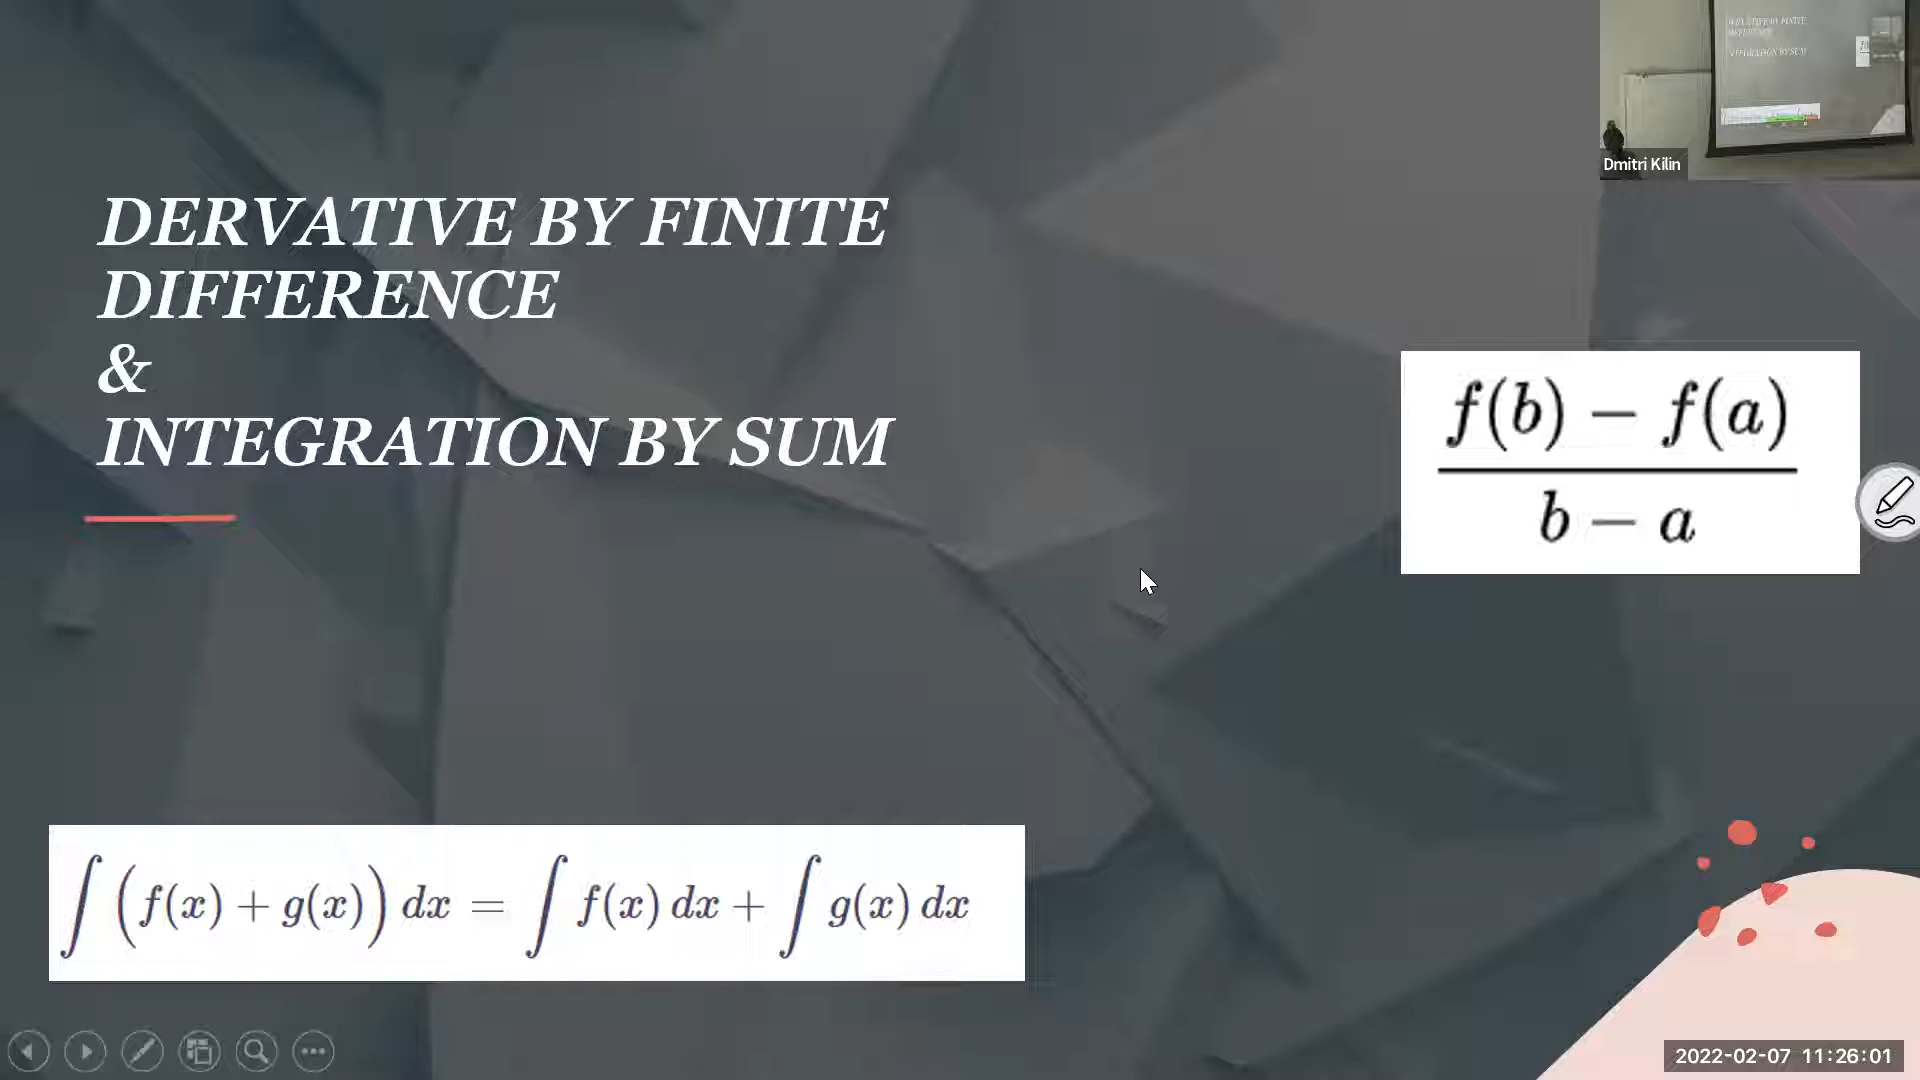 DERVATIVE BY FINITE
DIFFERENCE
&
INTEGRATION BY SUM
f(b) − f(a)
b − a
∫ (f(x) + g(x)) dx = ∫ f(x) dx + ∫ g(x) dx
Dmitri Kilin
2022-02-07 11:26:01